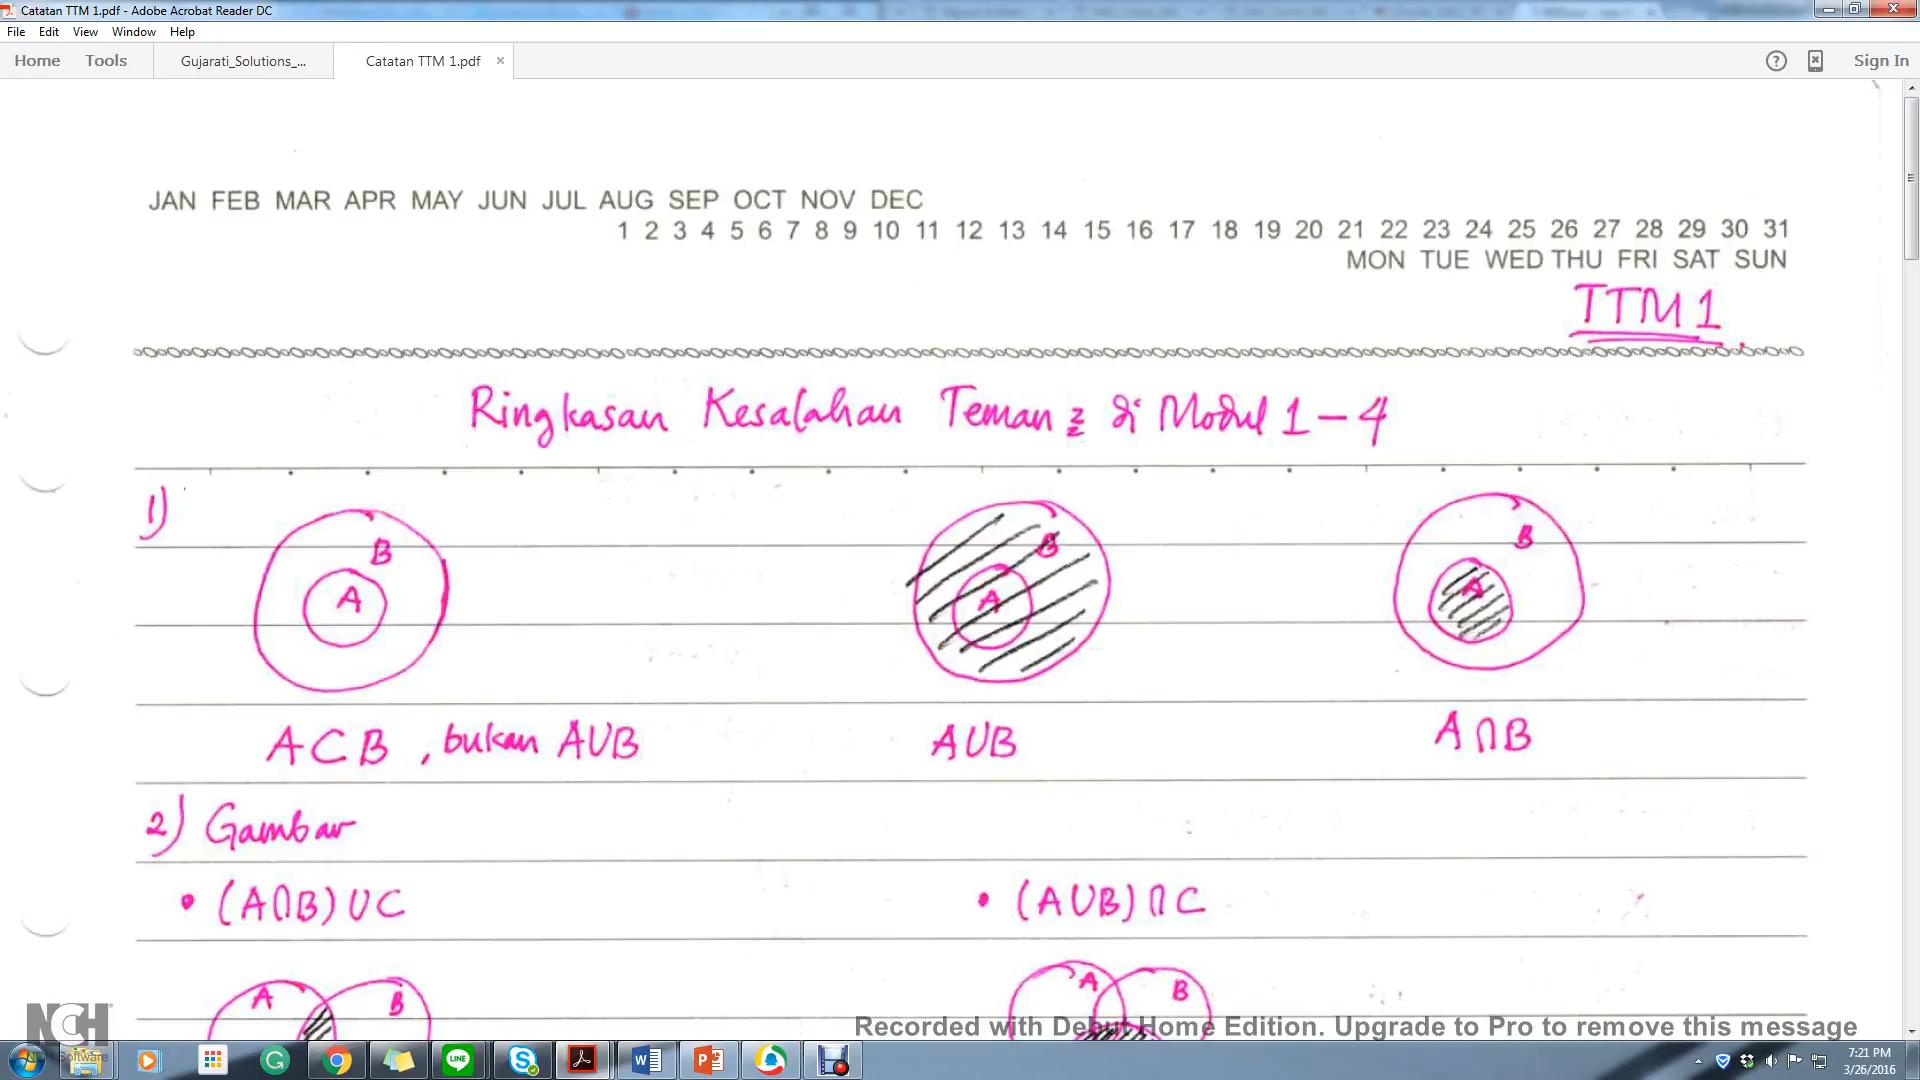 Catatan TTM 1.pdf - Adobe Acrobat Reader DC
File Edit View Window Help
Home Tools Gujarati_Solutions_... Catatan TTM 1.pdf × Sign In
JAN FEB MAR APR MAY JUN JUL AUG SEP OCT NOV DEC
1 2 3 4 5 6 7 8 9 10 11 12 13 14 15 16 17 18 19 20 21 22 23 24 25 26 27 28 29 30 31
MON TUE WED THU FRI SAT SUN
TTM 1
Ringkasan Kesalahan Teman2 di Modul 1 – 4
1)
B B B
A A A
A ⊂ B , bukan A∪B A∪B A∩B
2) Gambar
• (A∩B) ∪ C • (A∪B) ∩ C
A B A B
NCH
NCH Software
Recorded with Debut Home Edition. Upgrade to Pro to remove this message
LINE
7:21 PM
3/26/2016